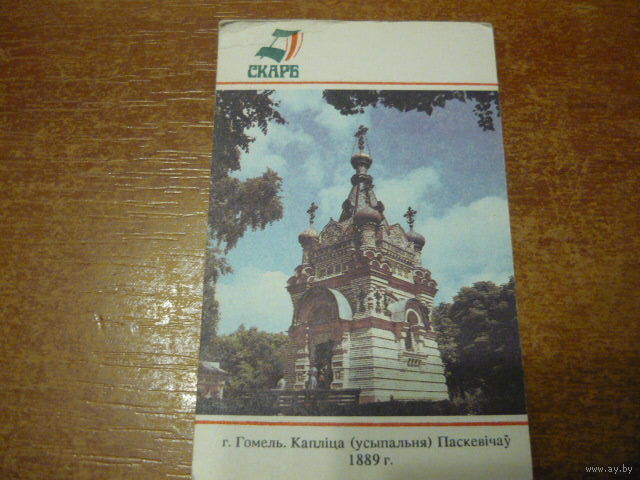 СКАРБ
г. Гомель. Капліца (усыпальня) Паскевічаў
1889 г.
© www.ay.by